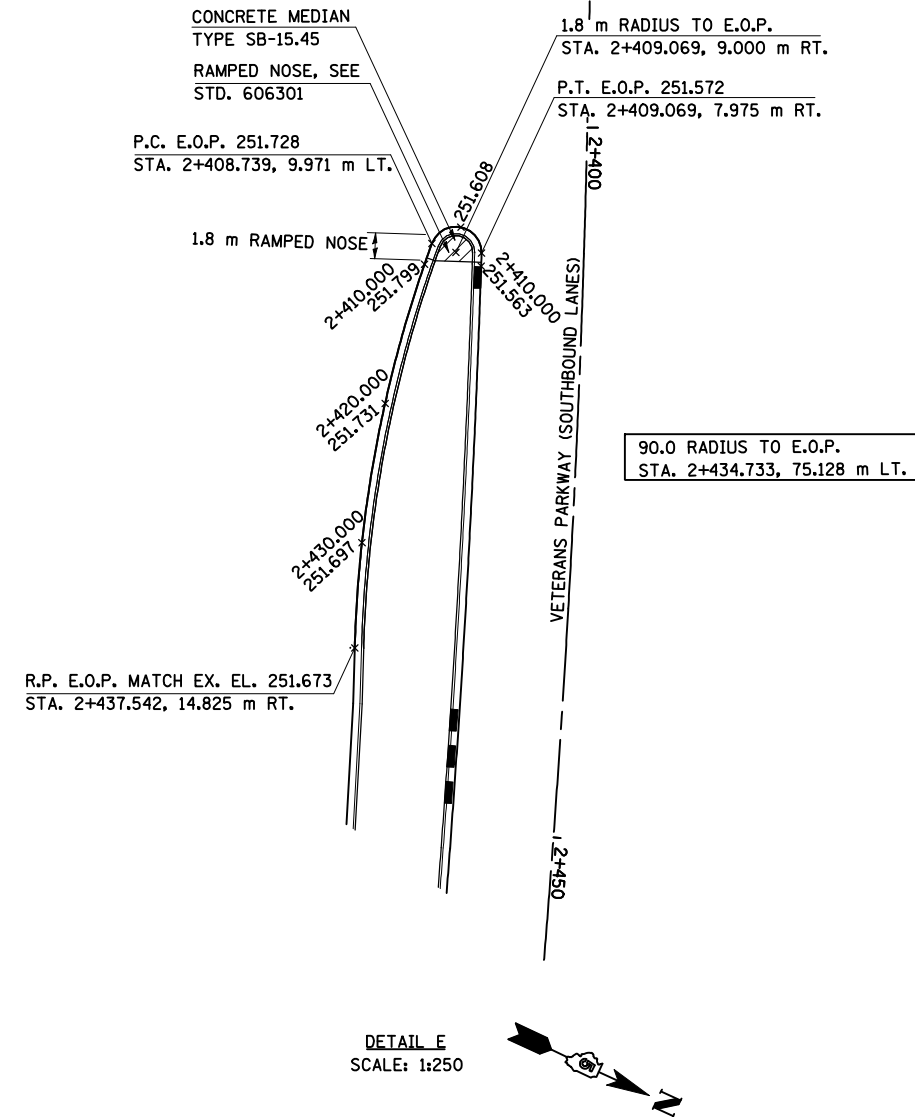 CONCRETE MEDIAN
TYPE SB-15.45
RAMPED NOSE, SEE
STD. 606301
P.C. E.O.P. 251.728
STA. 2+408.739, 9.971 m LT.
1.8 m RAMPED NOSE
1.8 m RADIUS TO E.O.P.
STA. 2+409.069, 9.000 m RT.
P.T. E.O.P. 251.572
STA. 2+409.069, 7.975 m RT.
2+400
251.608
2+410.000
251.799
2+410.000
251.563
2+420.000
251.731
2+430.000
251.697
VETERANS PARKWAY (SOUTHBOUND LANES)
90.0 RADIUS TO E.O.P.
STA. 2+434.733, 75.128 m LT.
R.P. E.O.P. MATCH EX. EL. 251.673
STA. 2+437.542, 14.825 m RT.
2+450
DETAIL E
SCALE: 1:250
N